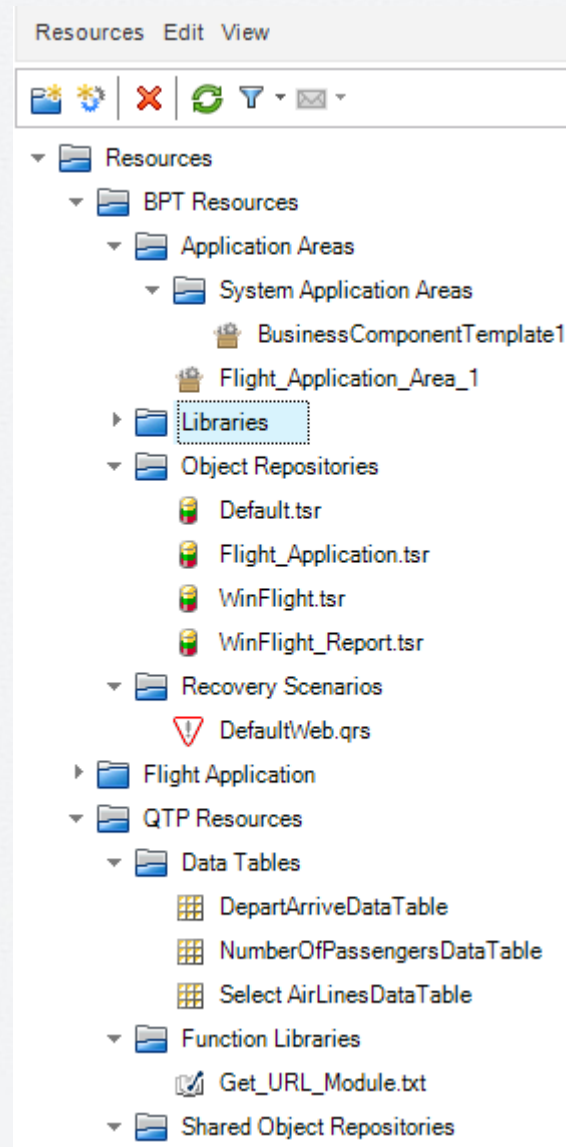 Resources Edit View
Resources
BPT Resources
Application Areas
System Application Areas
BusinessComponentTemplate1
Flight_Application_Area_1
Libraries
Object Repositories
Default.tsr
Flight_Application.tsr
WinFlight.tsr
WinFlight_Report.tsr
Recovery Scenarios
DefaultWeb.qrs
Flight Application
QTP Resources
Data Tables
DepartArriveDataTable
NumberOfPassengersDataTable
Select AirLinesDataTable
Function Libraries
Get_URL_Module.txt
Shared Object Repositories